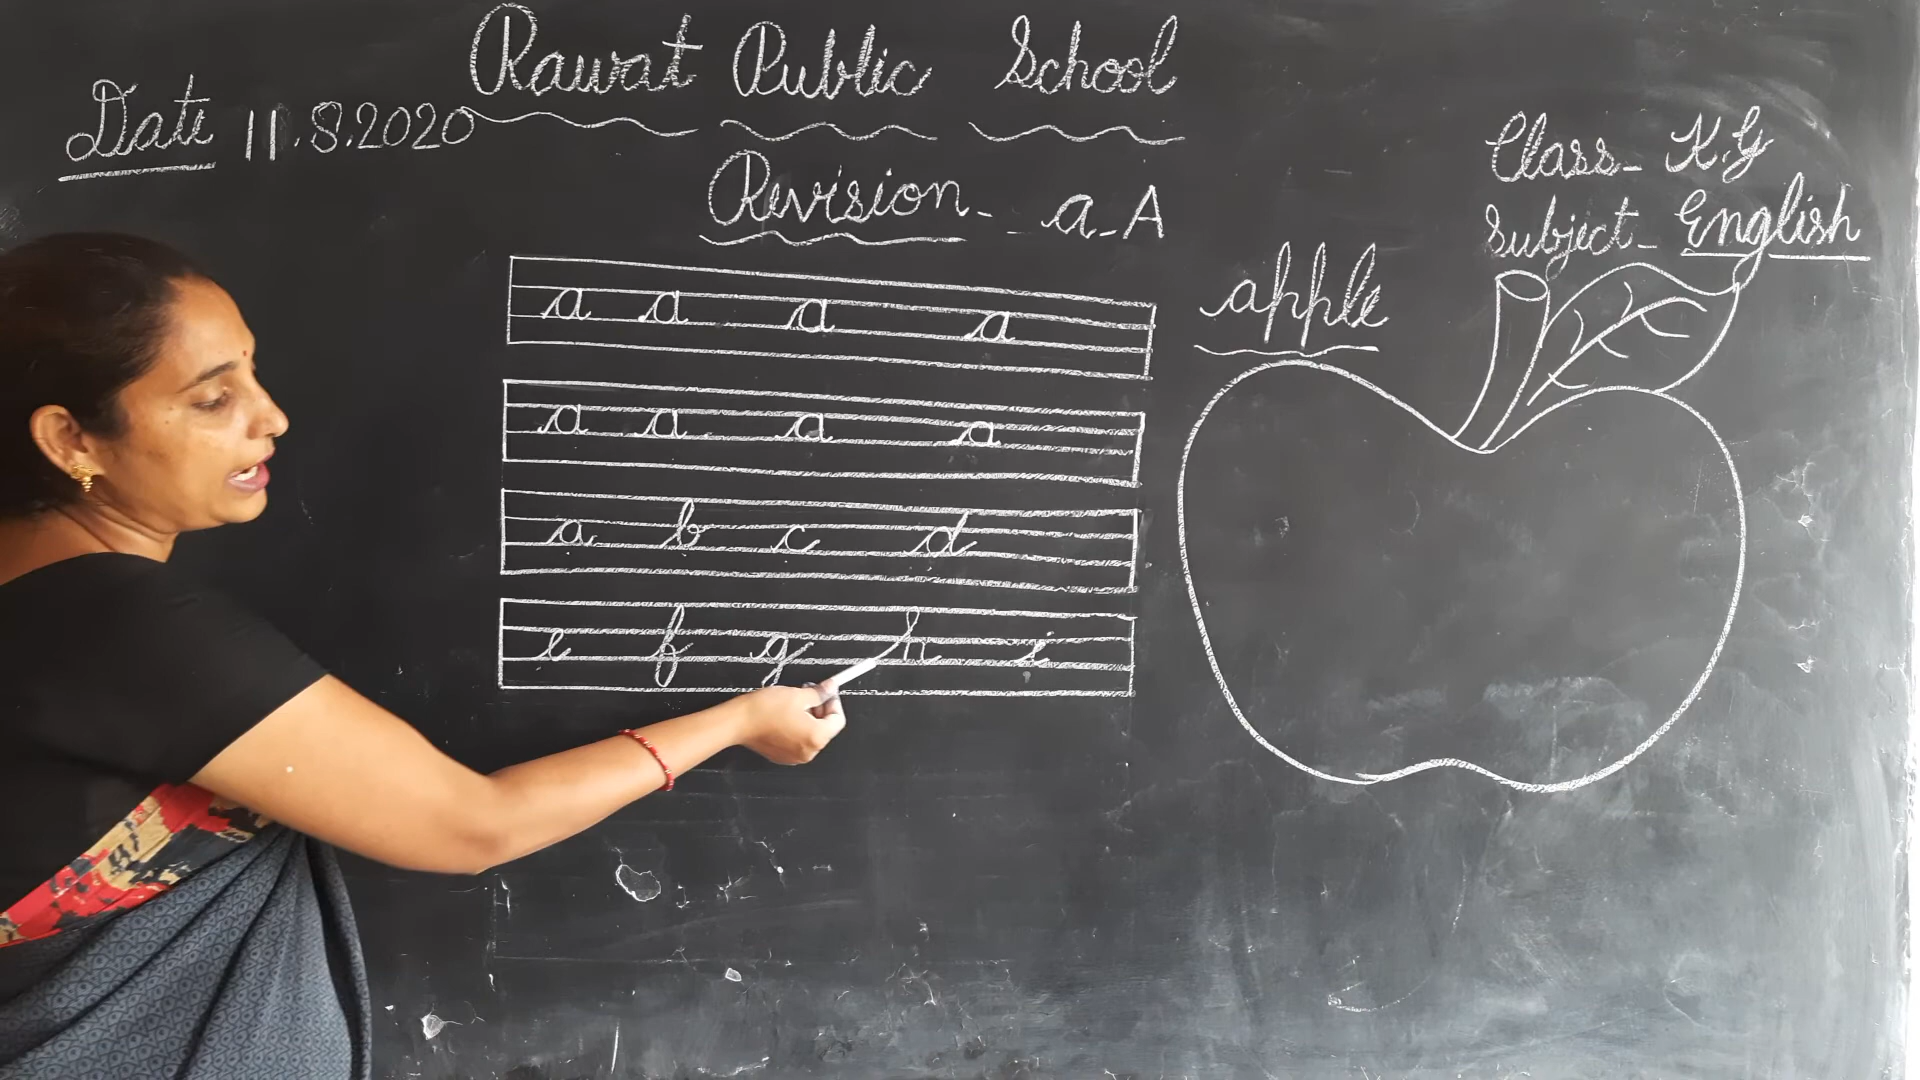 Rawat Public School
Date 11.8.2020
Class- K.G
Subject- English
Revision- a-A
apple
a a a a
a a a a
a b c d
e f g h i